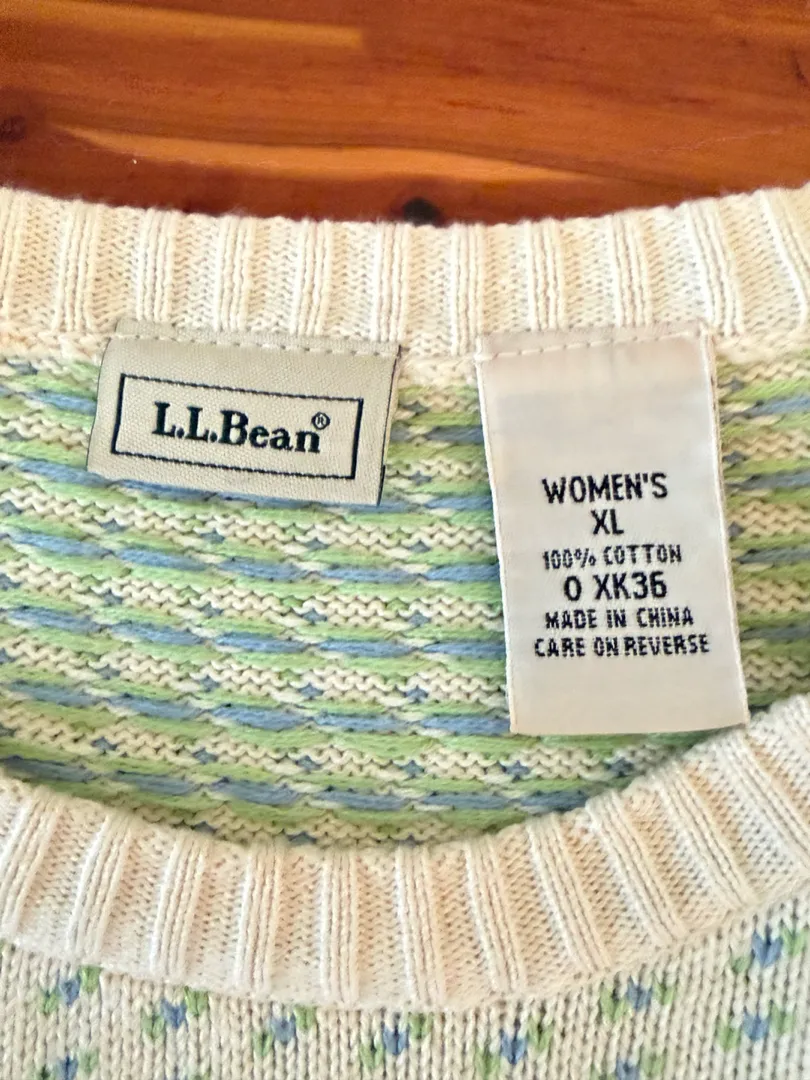 L.L.Bean®
WOMEN'S
XL
100% COTTON
0 XK36
MADE IN CHINA
CARE ON REVERSE